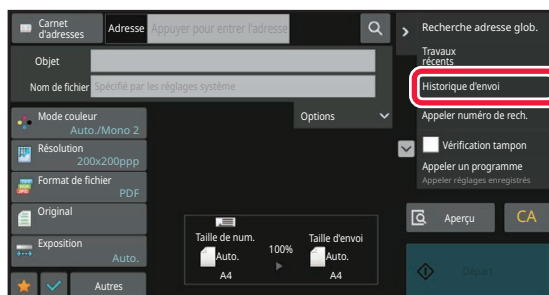 Carnet
d'adresses
Adresse
Appuyer pour entrer l'adresse
Objet
Nom de fichier
Spécifié par les réglages système
Mode couleur
Auto./Mono 2
Résolution
200x200ppp
Format de fichier
PDF
Original
Exposition
Auto.
Autres
Options
Taille de num.
Auto.
A4
100%
Taille d'envoi
Auto.
A4
Recherche adresse glob.
Travaux
récents
Historique d'envoi
Appeler numéro de rech.
Vérification tampon
Appeler un programme
Appeler réglages enregistrés
Aperçu
CA
Départ